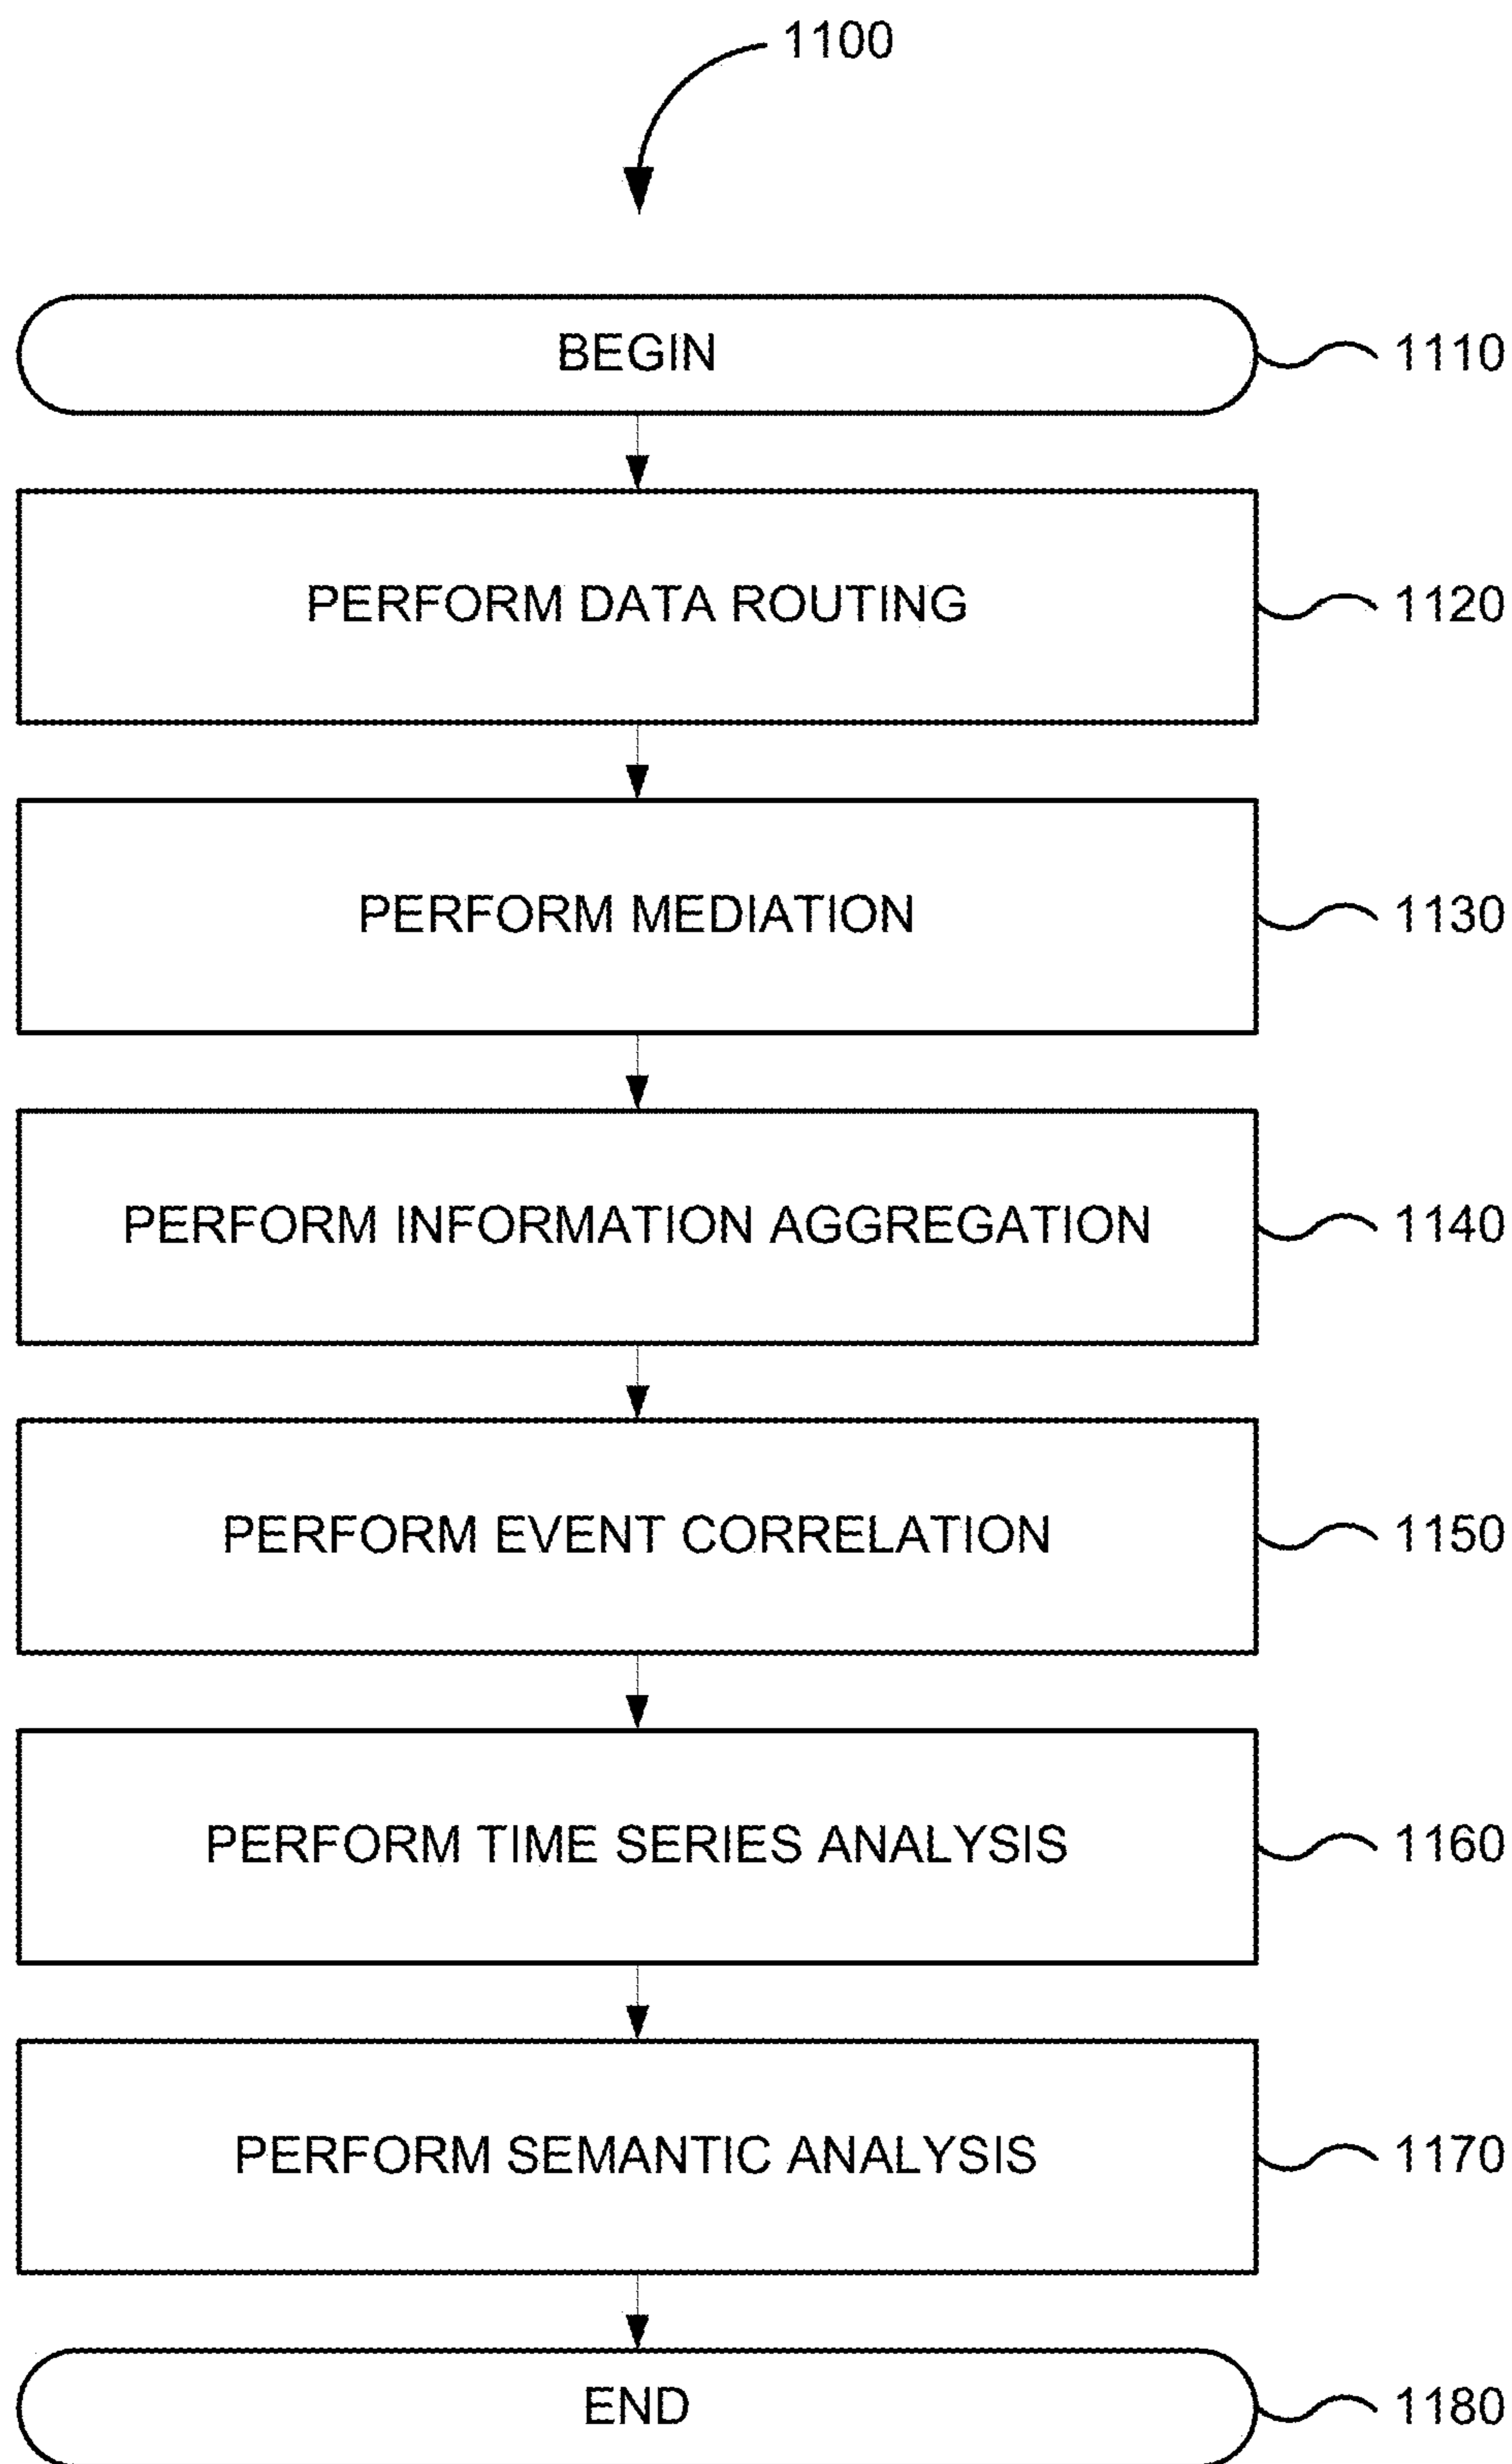 1100
BEGIN
1110
PERFORM DATA ROUTING
1120
PERFORM MEDIATION
1130
PERFORM INFORMATION AGGREGATION
1140
PERFORM EVENT CORRELATION
1150
PERFORM TIME SERIES ANALYSIS
1160
PERFORM SEMANTIC ANALYSIS
1170
END
1180